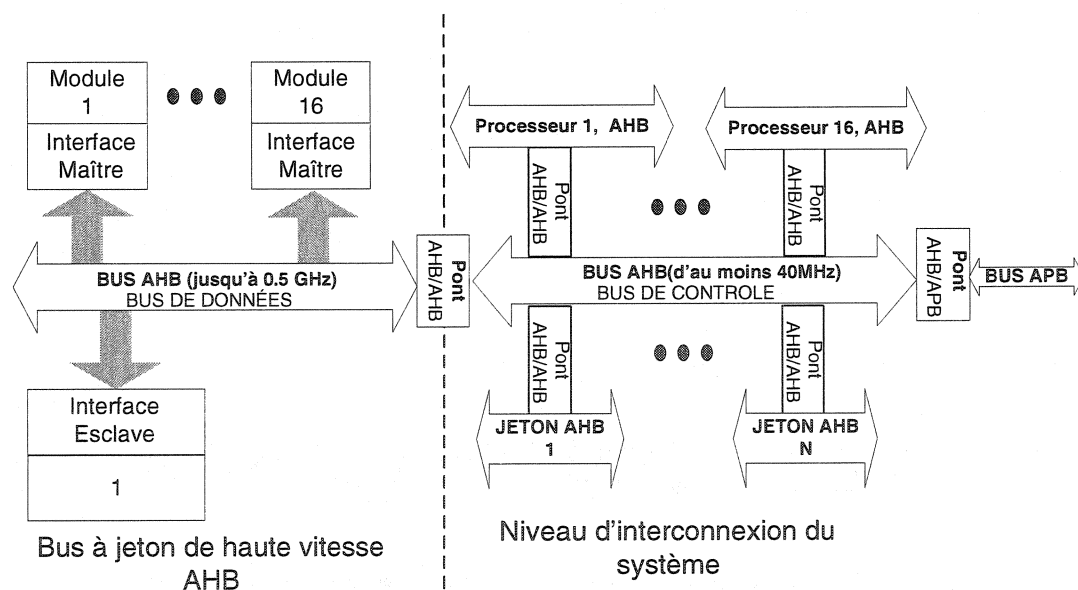 Module
1
Interface
Maître
Module
16
Interface
Maître
BUS AHB (jusqu'à 0.5 GHz)
BUS DE DONNÉES
Interface
Esclave
1
Bus à jeton de haute vitesse
AHB
Pont
AHB/AHB
Processeur 1, AHB
Processeur 16, AHB
Pont
AHB/AHB
Pont
AHB/AHB
BUS AHB(d'au moins 40MHz)
BUS DE CONTROLE
Pont
AHB/APB
BUS APB
Pont
AHB/AHB
Pont
AHB/AHB
JETON AHB
1
JETON AHB
N
Niveau d'interconnexion du
système